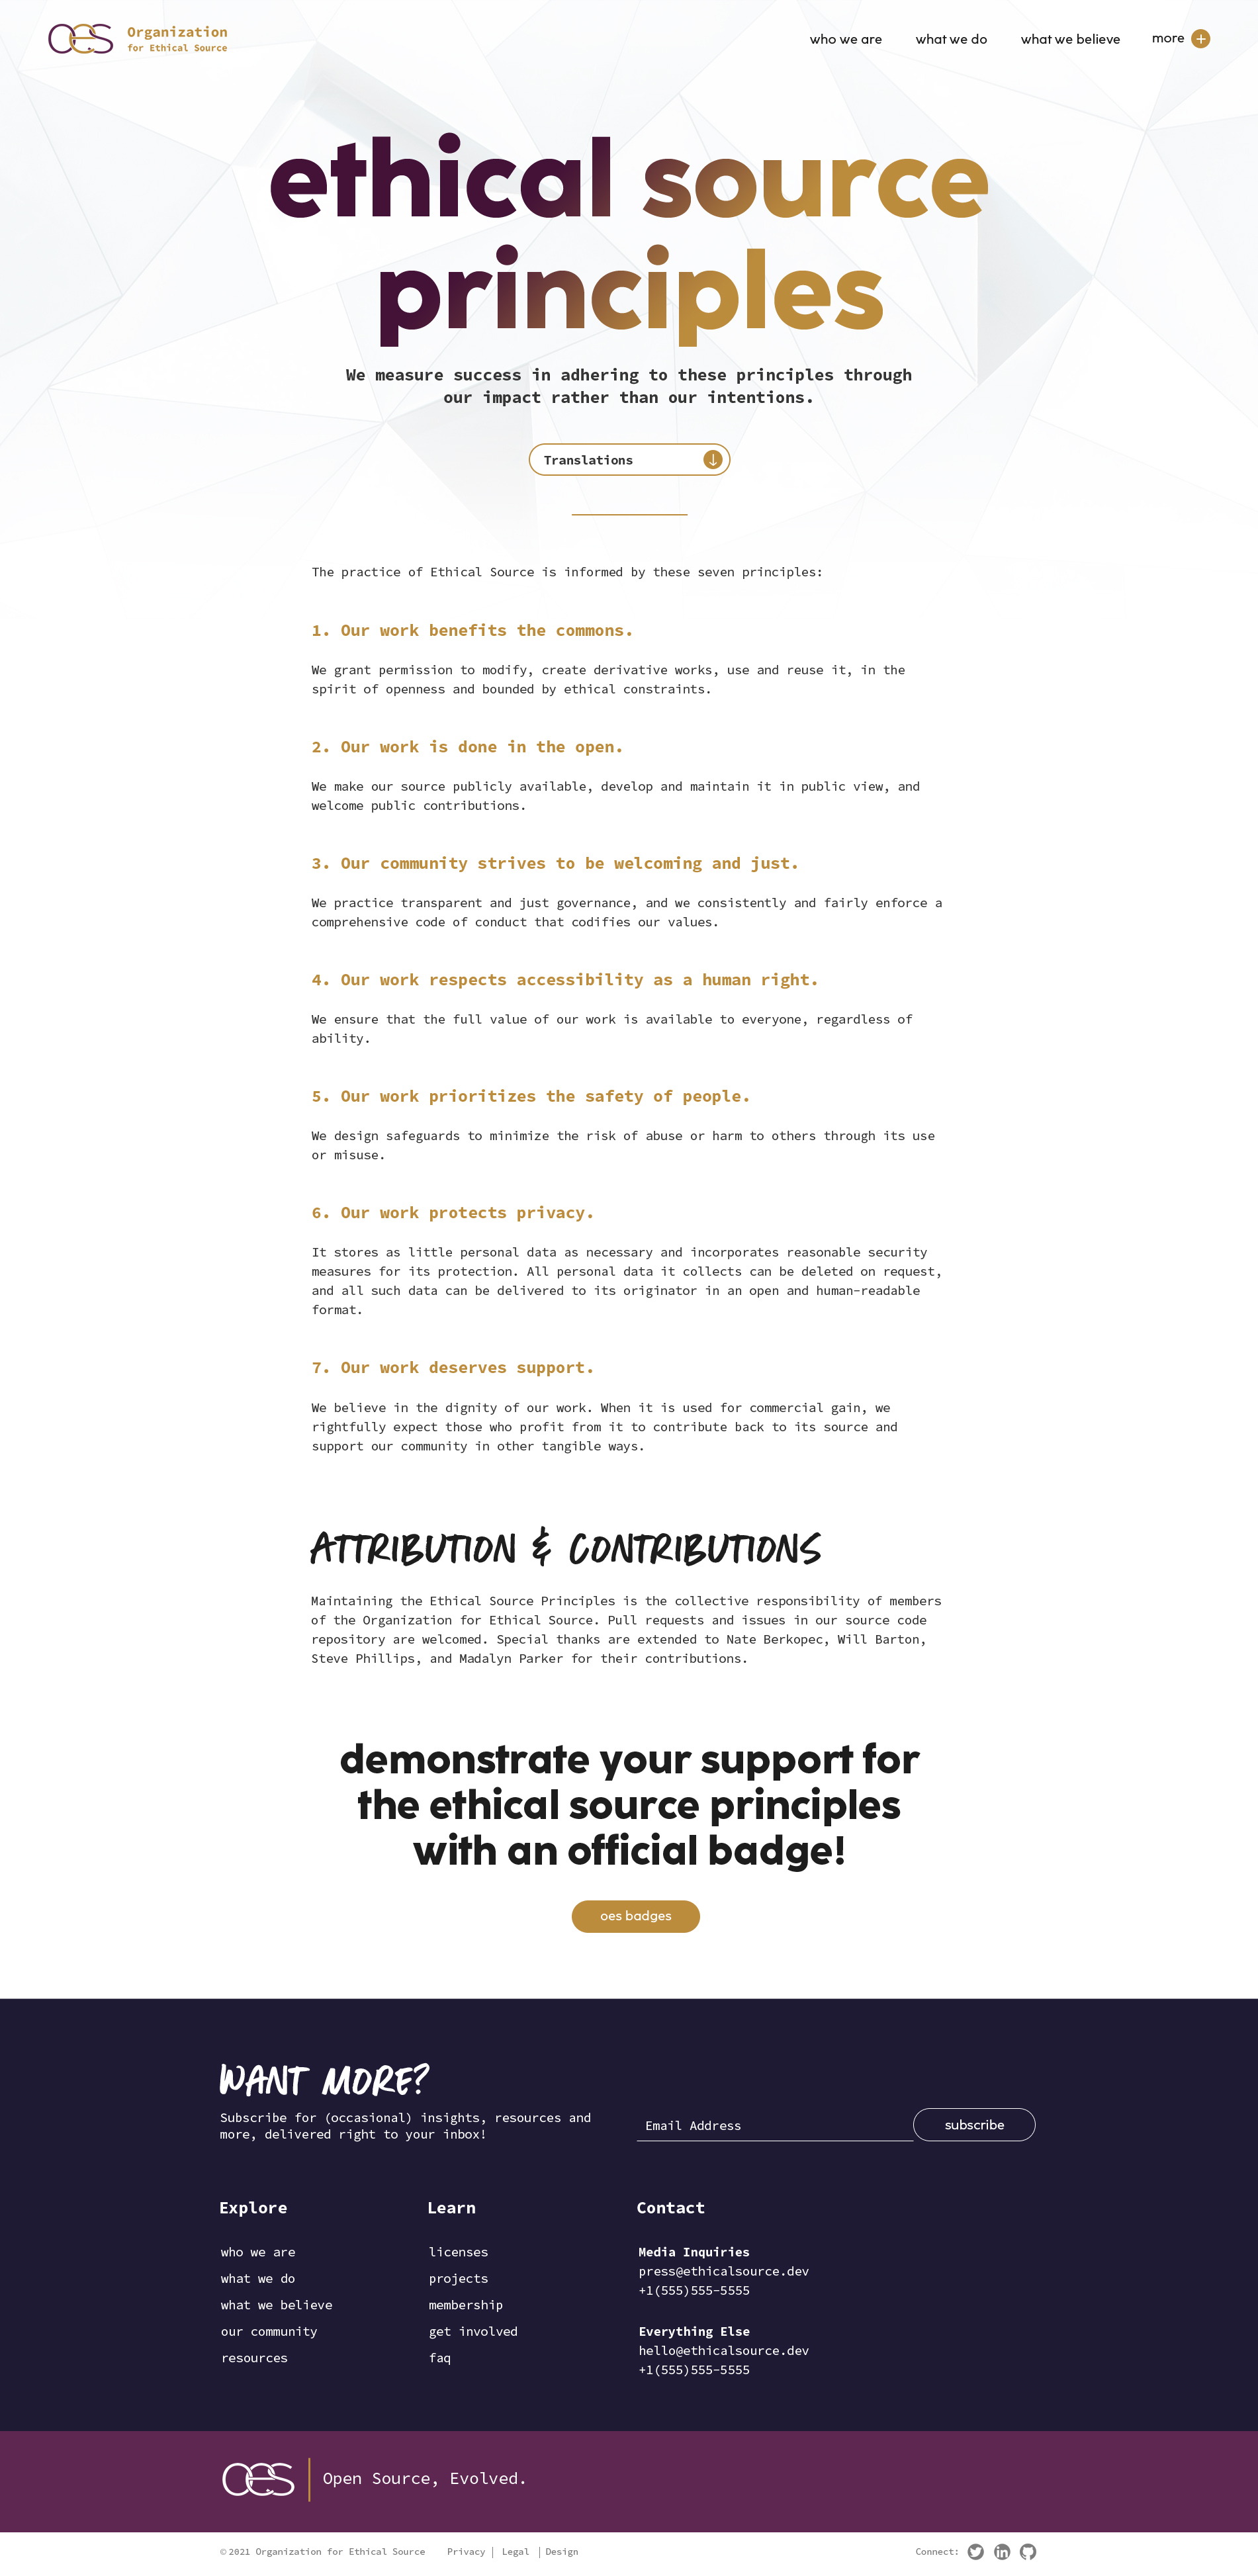 OES Organization
for Ethical Source
who we are what we do what we believe more +
ethical source
principles
We measure success in adhering to these principles through
our impact rather than our intentions.
Translations
The practice of Ethical Source is informed by these seven principles:
1. Our work benefits the commons.
We grant permission to modify, create derivative works, use and reuse it, in the
spirit of openness and bounded by ethical constraints.
2. Our work is done in the open.
We make our source publicly available, develop and maintain it in public view, and
welcome public contributions.
3. Our community strives to be welcoming and just.
We practice transparent and just governance, and we consistently and fairly enforce a
comprehensive code of conduct that codifies our values.
4. Our work respects accessibility as a human right.
We ensure that the full value of our work is available to everyone, regardless of
ability.
5. Our work prioritizes the safety of people.
We design safeguards to minimize the risk of abuse or harm to others through its use
or misuse.
6. Our work protects privacy.
It stores as little personal data as necessary and incorporates reasonable security
measures for its protection. All personal data it collects can be deleted on request,
and all such data can be delivered to its originator in an open and human-readable
format.
7. Our work deserves support.
We believe in the dignity of our work. When it is used for commercial gain, we
rightfully expect those who profit from it to contribute back to its source and
support our community in other tangible ways.
ATTRIBUTION & CONTRIBUTIONS
Maintaining the Ethical Source Principles is the collective responsibility of members
of the Organization for Ethical Source. Pull requests and issues in our source code
repository are welcomed. Special thanks are extended to Nate Berkopec, Will Barton,
Steve Phillips, and Madalyn Parker for their contributions.
demonstrate your support for
the ethical source principles
with an official badge!
oes badges
WANT MORE?
Subscribe for (occasional) insights, resources and
more, delivered right to your inbox!
Email Address
subscribe
Explore
who we are
what we do
what we believe
our community
resources
Learn
licenses
projects
membership
get involved
faq
Contact
Media Inquiries
press@ethicalsource.dev
+1(555)555-5555
Everything Else
hello@ethicalsource.dev
+1(555)555-5555
OES | Open Source, Evolved.
© 2021 Organization for Ethical Source Privacy | Legal | Design
Connect: in